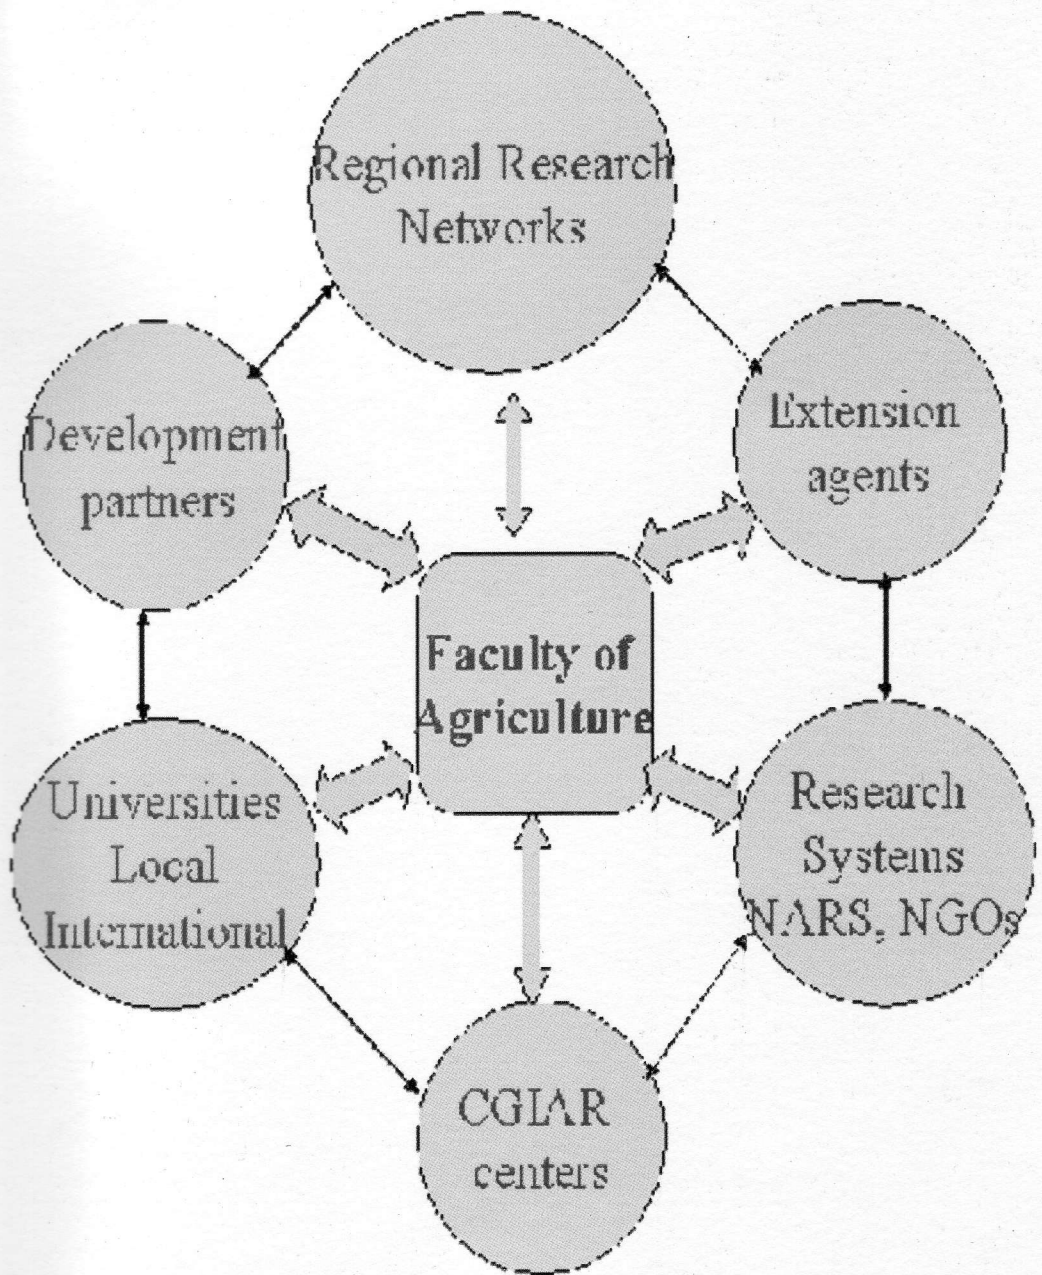 Regional Research
Networks
Development
partners
Extension
agents
Faculty of
Agriculture
Universities
Local
International
Research
Systems
NARS, NGOs
CGIAR
centers